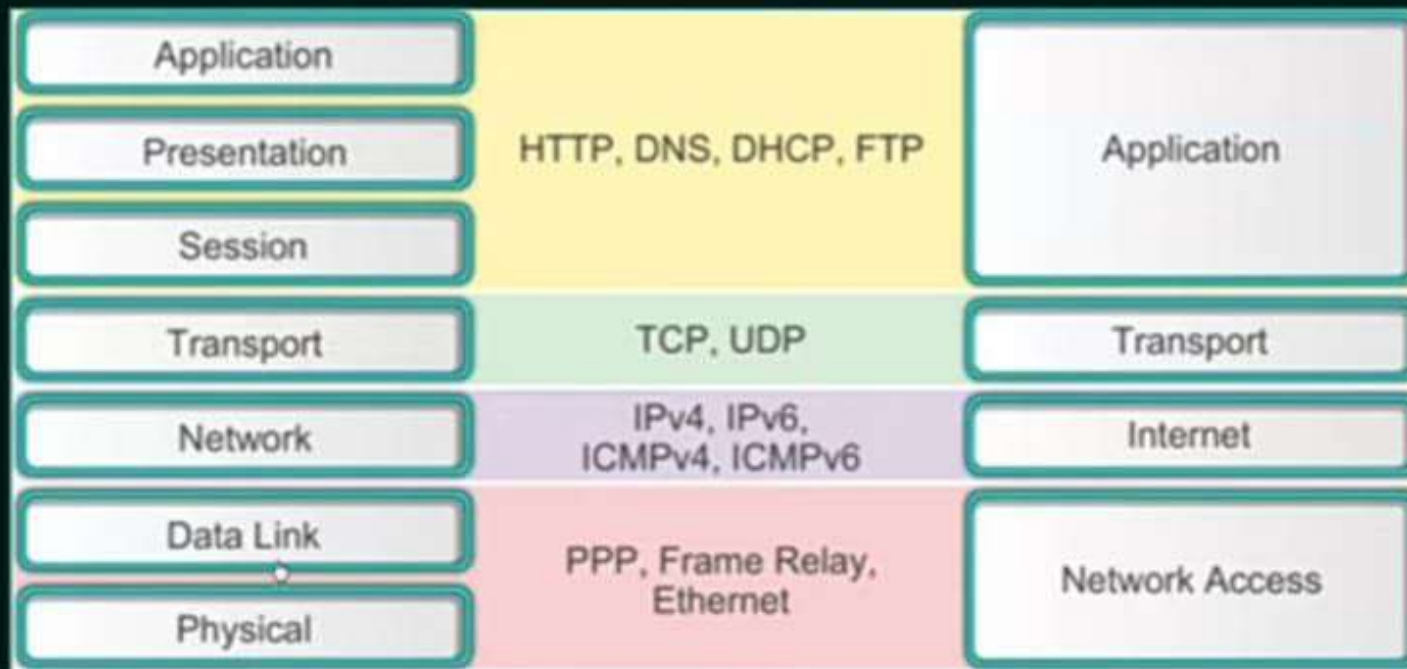 Application
Presentation
Session
Transport
Network
Data Link
Physical
HTTP, DNS, DHCP, FTP
TCP, UDP
IPv4, IPv6,
ICMPv4, ICMPv6
PPP, Frame Relay,
Ethernet
Application
Transport
Internet
Network Access